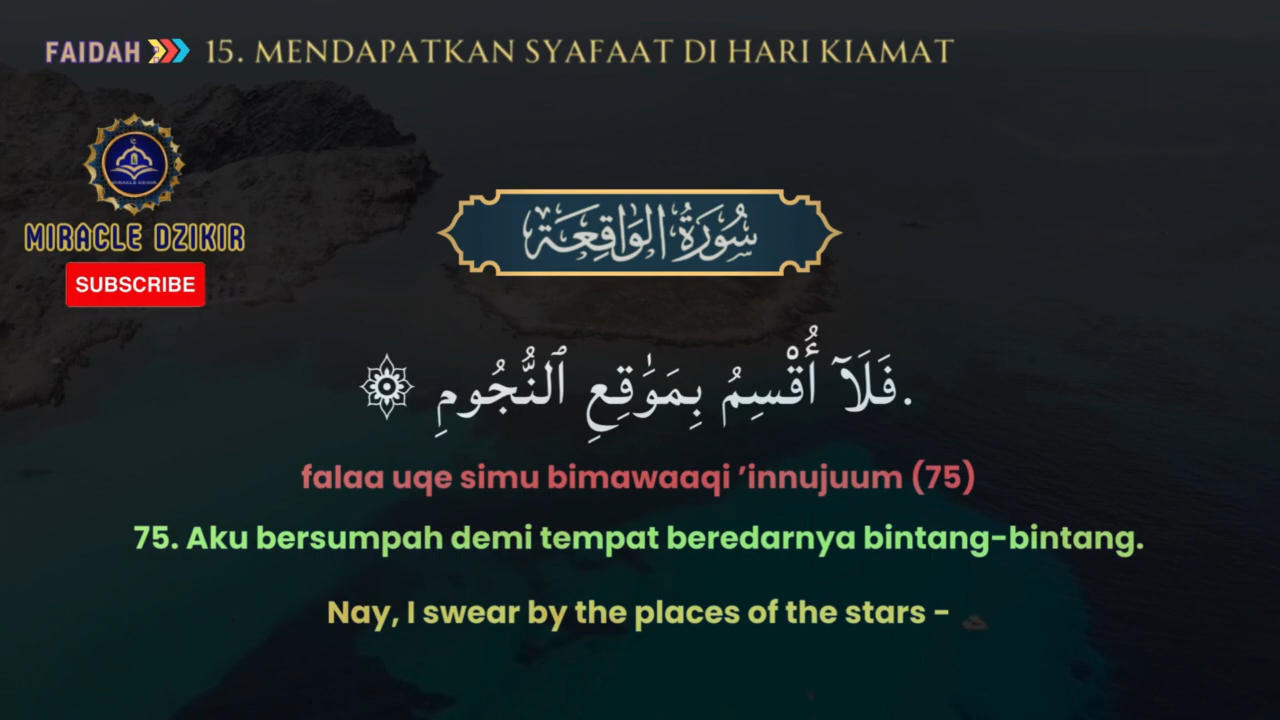 FAIDAH 15. MENDAPATKAN SYAFAAT DI HARI KIAMAT
MIRACLE DZIKIR
SUBSCRIBE
سُورَةُ الوَاقِعَة
فَلَآ أُقْسِمُ بِمَوَٰقِعِ ٱلنُّجُومِ.
falaa uqe simu bimawaaqi ’innujuum (75)
75. Aku bersumpah demi tempat beredarnya bintang-bintang.
Nay, I swear by the places of the stars -